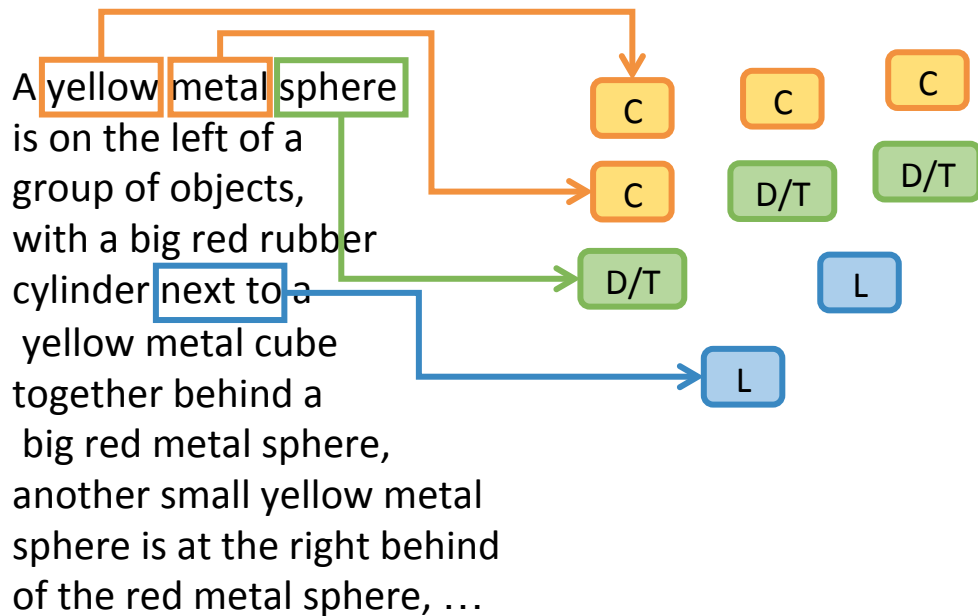 A yellow metal sphere
is on the left of a
group of objects,
with a big red rubber
cylinder next to a
yellow metal cube
together behind a
big red metal sphere,
another small yellow metal
sphere is at the right behind
of the red metal sphere, …
C C C
C D/T D/T
D/T L
L